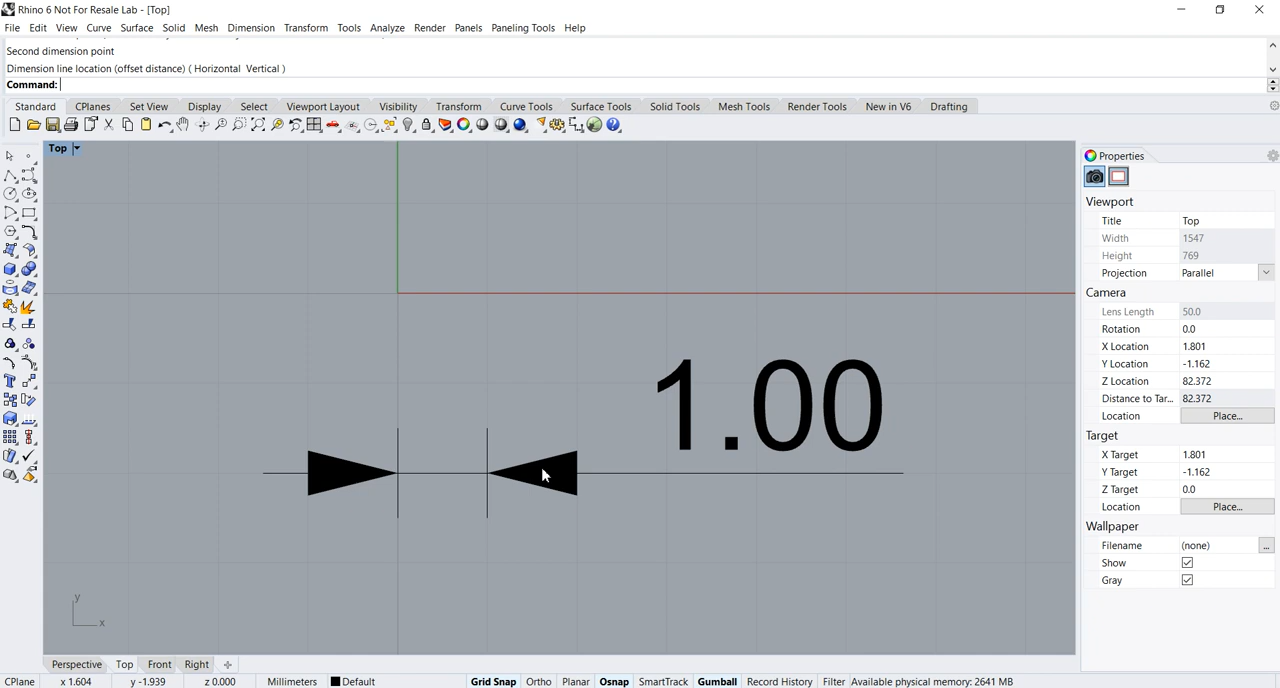 Rhino 6 Not For Resale Lab - [Top]
File Edit View Curve Surface Solid Mesh Dimension Transform Tools Analyze Render Panels Paneling Tools Help
Second dimension point
Dimension line location (offset distance) ( Horizontal Vertical )
Command:
Standard CPlanes Set View Display Select Viewport Layout Visibility Transform Curve Tools Surface Tools Solid Tools Mesh Tools Render Tools New in V6 Drafting
Top
Properties
Viewport
Title Top
Width 1547
Height 769
Projection Parallel
Camera
Lens Length 50.0
Rotation 0.0
X Location 1.801
Y Location -1.162
Z Location 82.372
Distance to Tar... 82.372
Location Place...
Target
X Target 1.801
Y Target -1.162
Z Target 0.0
Location Place...
Wallpaper
Filename (none) ...
Show
Gray
1.00
y
x
Perspective Top Front Right
CPlane x 1.604 y -1.939 z 0.000 Millimeters Default Grid Snap Ortho Planar Osnap SmartTrack Gumball Record History Filter Available physical memory: 2641 MB